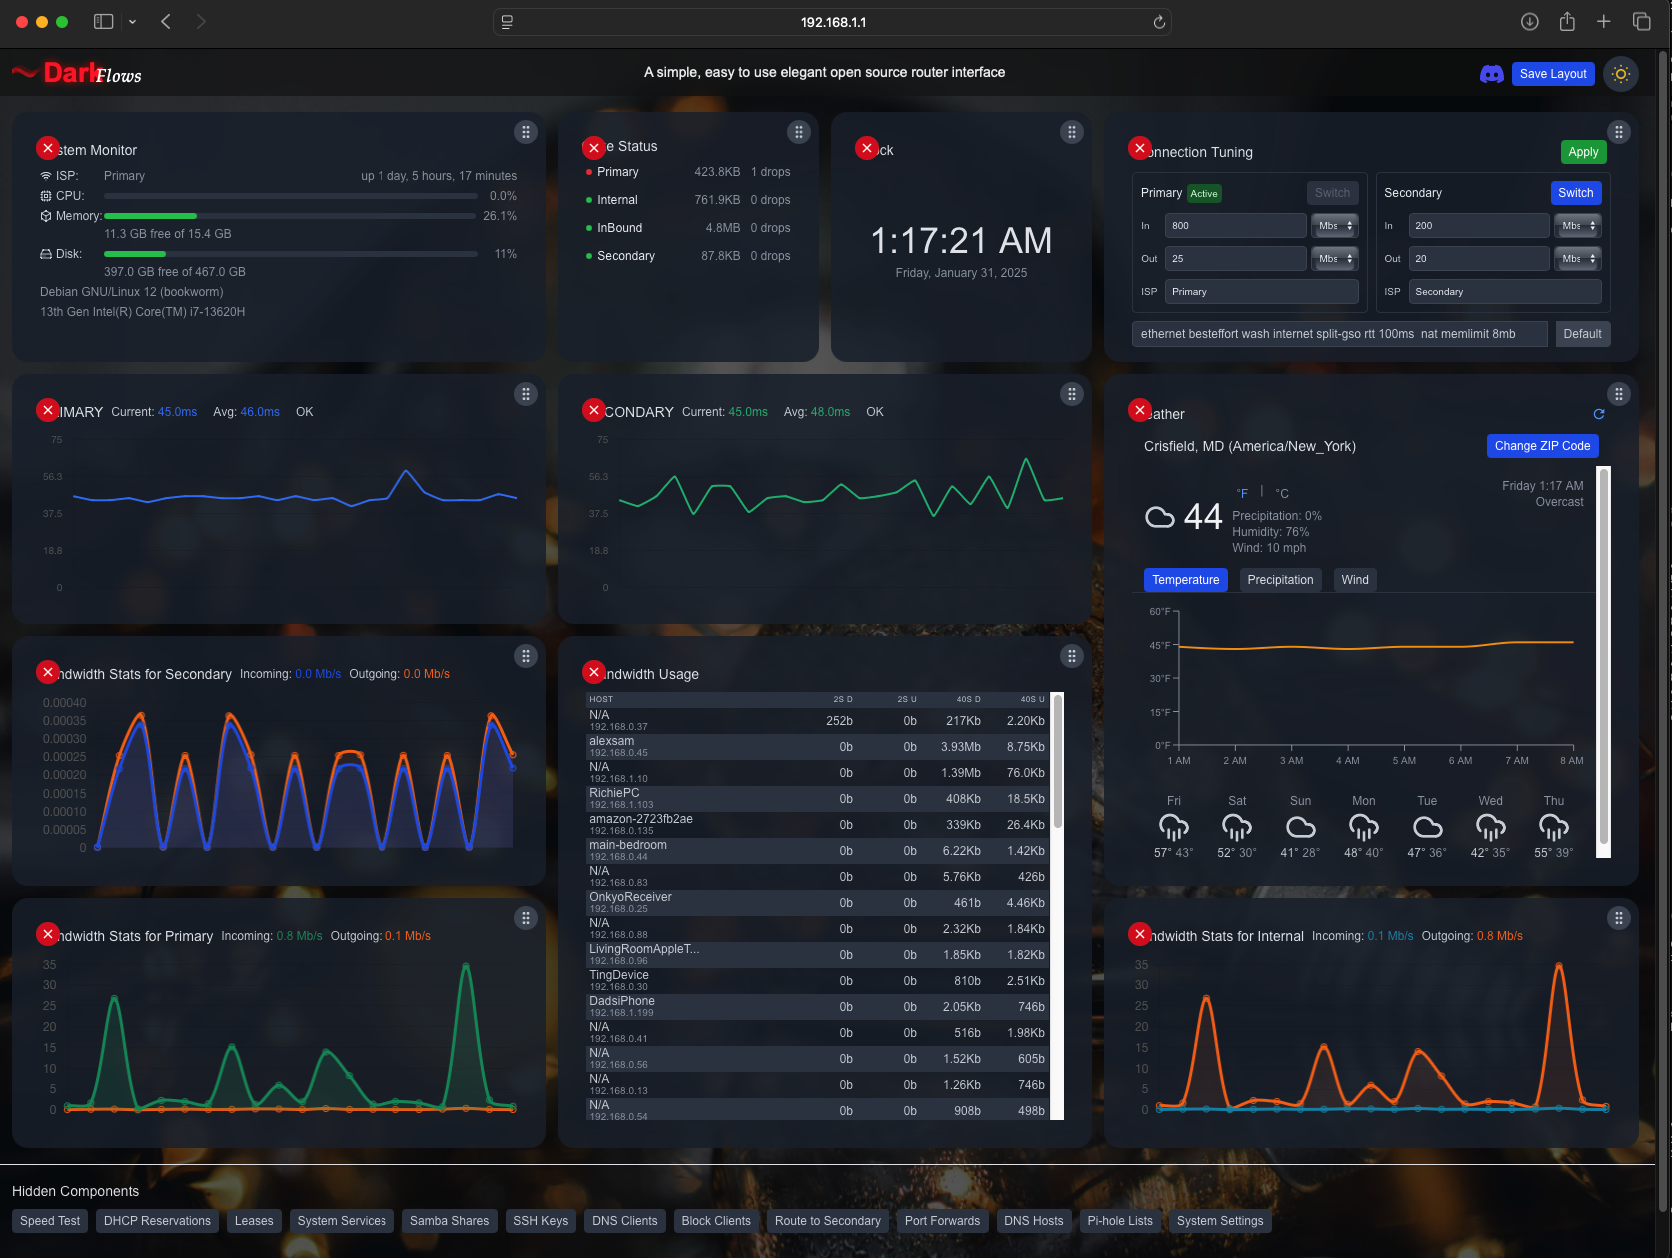 192.168.1.1
Dark Flows
A simple, easy to use elegant open source router interface
Save Layout
stem Monitor
ISP: Primary up 1 day, 5 hours, 17 minutes
CPU: 0.0%
Memory: 26.1%
11.3 GB free of 15.4 GB
Disk: 11%
397.0 GB free of 467.0 GB
Debian GNU/Linux 12 (bookworm)
13th Gen Intel(R) Core(TM) i7-13620H
e Status
Primary 423.8KB 1 drops
Internal 761.9KB 0 drops
InBound 4.8MB 0 drops
Secondary 87.8KB 0 drops
ck
1:17:21 AM
Friday, January 31, 2025
nnection Tuning
Apply
Primary Active Switch
In 800 Mbs
Out 25 Mbs
ISP Primary
Secondary Switch
In 200 Mbs
Out 20 Mbs
ISP Secondary
ethernet besteffort wash internet split-gso rtt 100ms nat memlimit 8mb
Default
IMARY Current: 45.0ms Avg: 46.0ms OK
75
56.3
37.5
18.8
0
CONDARY Current: 45.0ms Avg: 48.0ms OK
75
56.3
37.5
18.8
0
ather
Crisfield, MD (America/New_York)
Change ZIP Code
44
°F | °C
Precipitation: 0%
Humidity: 76%
Wind: 10 mph
Friday 1:17 AM
Overcast
Temperature Precipitation Wind
60°F
45°F
30°F
15°F
0°F
1 AM 2 AM 3 AM 4 AM 5 AM 6 AM 7 AM 8 AM
Fri Sat Sun Mon Tue Wed Thu
57° 43° 52° 30° 41° 28° 48° 40° 47° 36° 42° 35° 55° 39°
ndwidth Stats for Secondary Incoming: 0.0 Mb/s Outgoing: 0.0 Mb/s
0.00040
0.00035
0.00030
0.00025
0.00020
0.00015
0.00010
0.00005
0
ndwidth Usage
HOST 2S D 2S U 40S D 40S U
N/A
192.168.0.37 252b 0b 217Kb 2.20Kb
alexsam
192.168.0.45 0b 0b 3.93Mb 8.75Kb
N/A
192.168.1.10 0b 0b 1.39Mb 76.0Kb
RichiePC
192.168.1.103 0b 0b 408Kb 18.5Kb
amazon-2723fb2ae
192.168.0.135 0b 0b 339Kb 26.4Kb
main-bedroom
192.168.0.44 0b 0b 6.22Kb 1.42Kb
N/A
192.168.0.83 0b 0b 5.76Kb 426b
OnkyoReceiver
192.168.0.25 0b 0b 461b 4.46Kb
N/A
192.168.0.88 0b 0b 2.32Kb 1.84Kb
LivingRoomAppleT...
192.168.0.96 0b 0b 1.85Kb 1.82Kb
TingDevice
192.168.0.30 0b 0b 810b 2.51Kb
DadsiPhone
192.168.1.199 0b 0b 2.05Kb 746b
N/A
192.168.0.41 0b 0b 516b 1.98Kb
N/A
192.168.0.56 0b 0b 1.52Kb 605b
N/A
192.168.0.13 0b 0b 1.26Kb 746b
N/A
192.168.0.54 0b 0b 908b 498b
ndwidth Stats for Primary Incoming: 0.8 Mb/s Outgoing: 0.1 Mb/s
35
30
25
20
15
10
5
0
ndwidth Stats for Internal Incoming: 0.1 Mb/s Outgoing: 0.8 Mb/s
35
30
25
20
15
10
5
0
Hidden Components
Speed Test DHCP Reservations Leases System Services Samba Shares SSH Keys DNS Clients Block Clients Route to Secondary Port Forwards DNS Hosts Pi-hole Lists System Settings